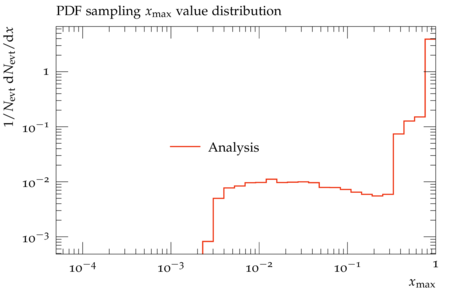 PDF sampling x_max value distribution
1/N_evt dN_evt/dx
1
10^−1
10^−2
10^−3
Analysis
10^−4 10^−3 10^−2 10^−1 1
x_max